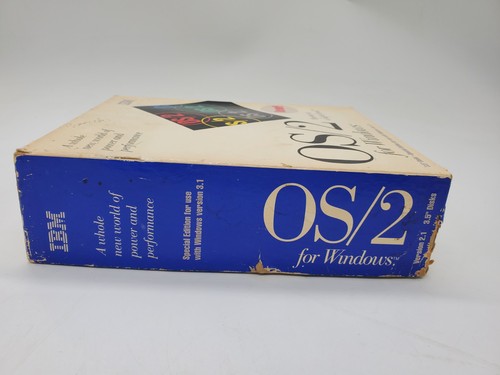 OS/2
for Windows
A whole
new world of
power and
performance
IBM
A whole
new world of
power and
performance
Special Edition for use
with Windows version 3.1
OS/2
for Windows™
Version 2.1 3.5" Disks